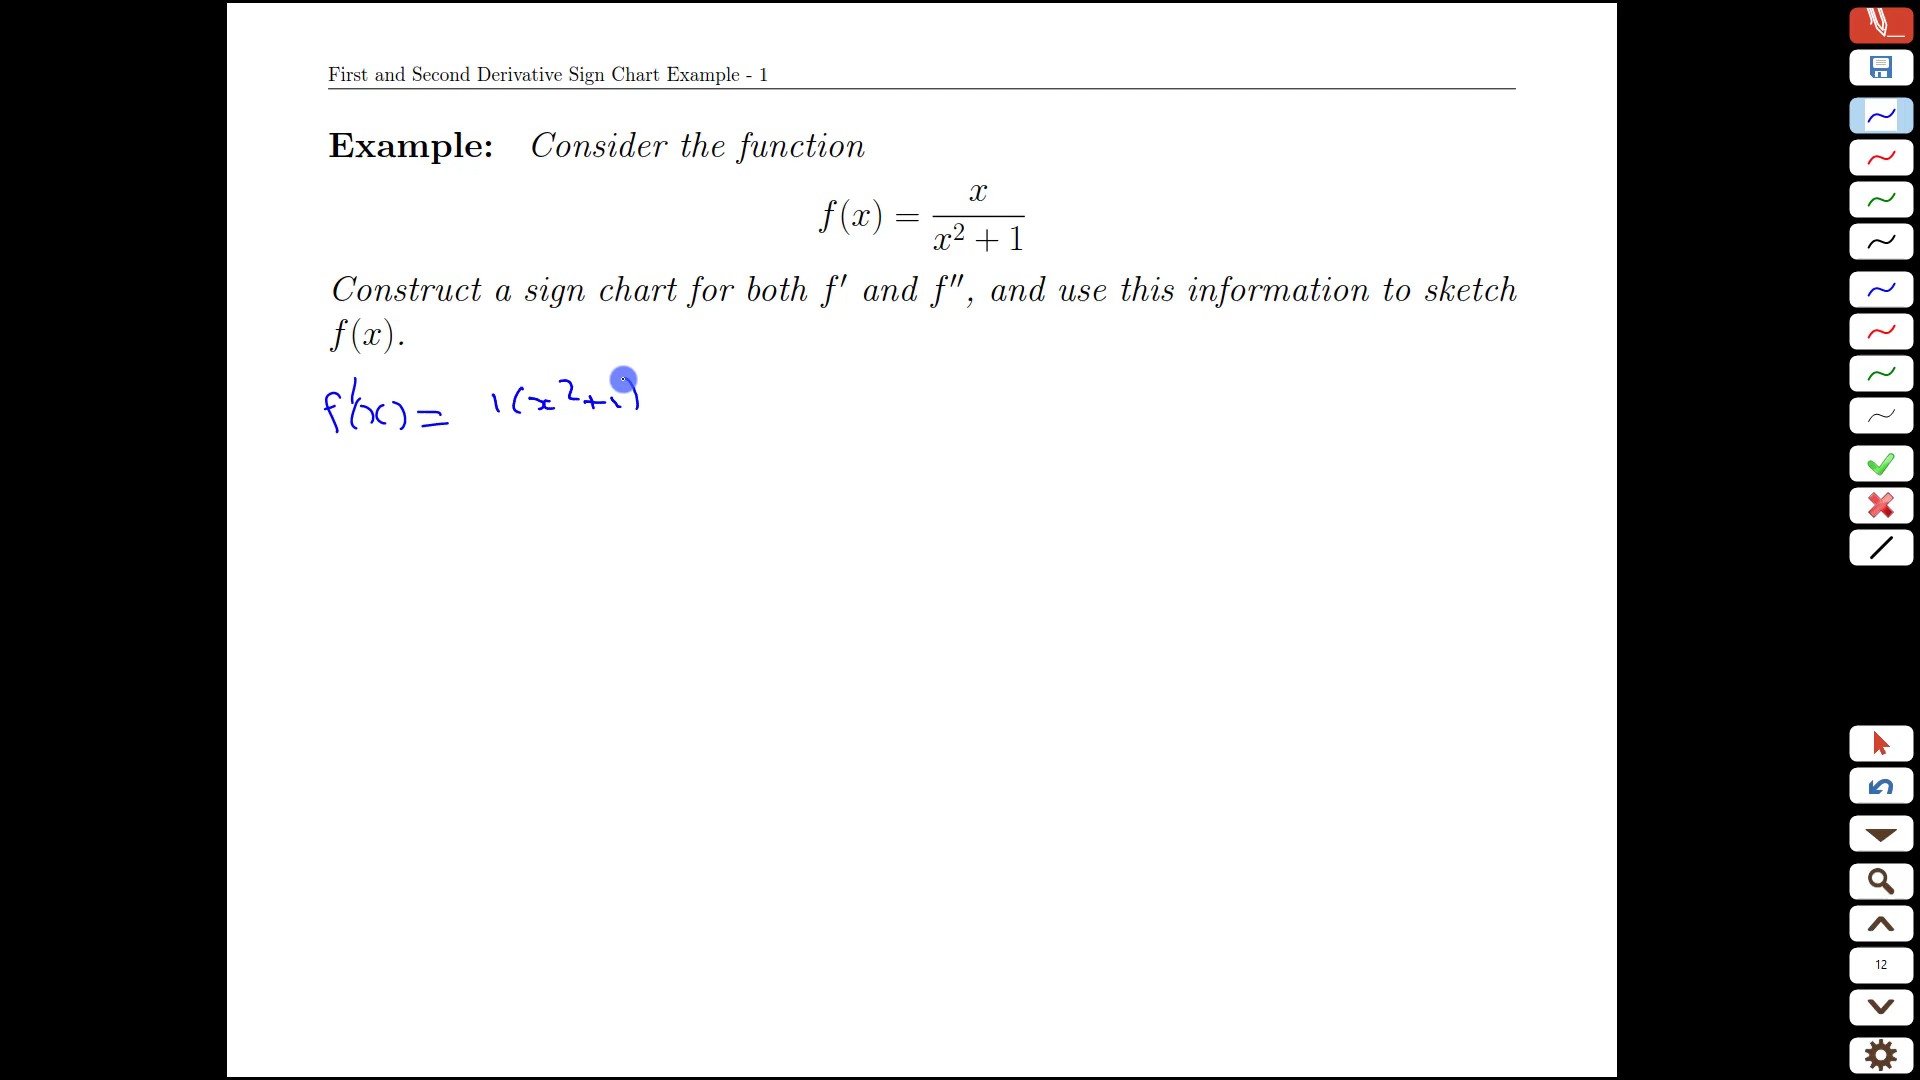 First and Second Derivative Sign Chart Example - 1
Example: Consider the function
f(x) = x / (x² + 1)
Construct a sign chart for both f′ and f″, and use this information to sketch
f(x).
f'(x) = 1(x²+1)
12